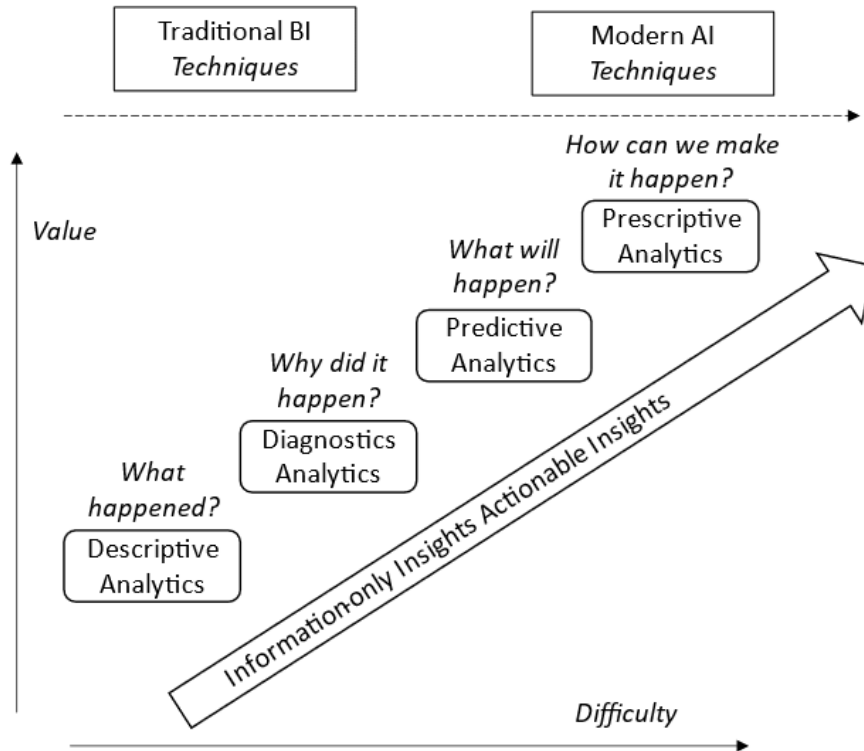 Traditional BI
Techniques
Modern AI
Techniques
How can we make
it happen?
Prescriptive
Analytics
Value
What will
happen?
Predictive
Analytics
Why did it
happen?
Diagnostics
Analytics
What
happened?
Descriptive
Analytics
Information-only Insights Actionable Insights
Difficulty